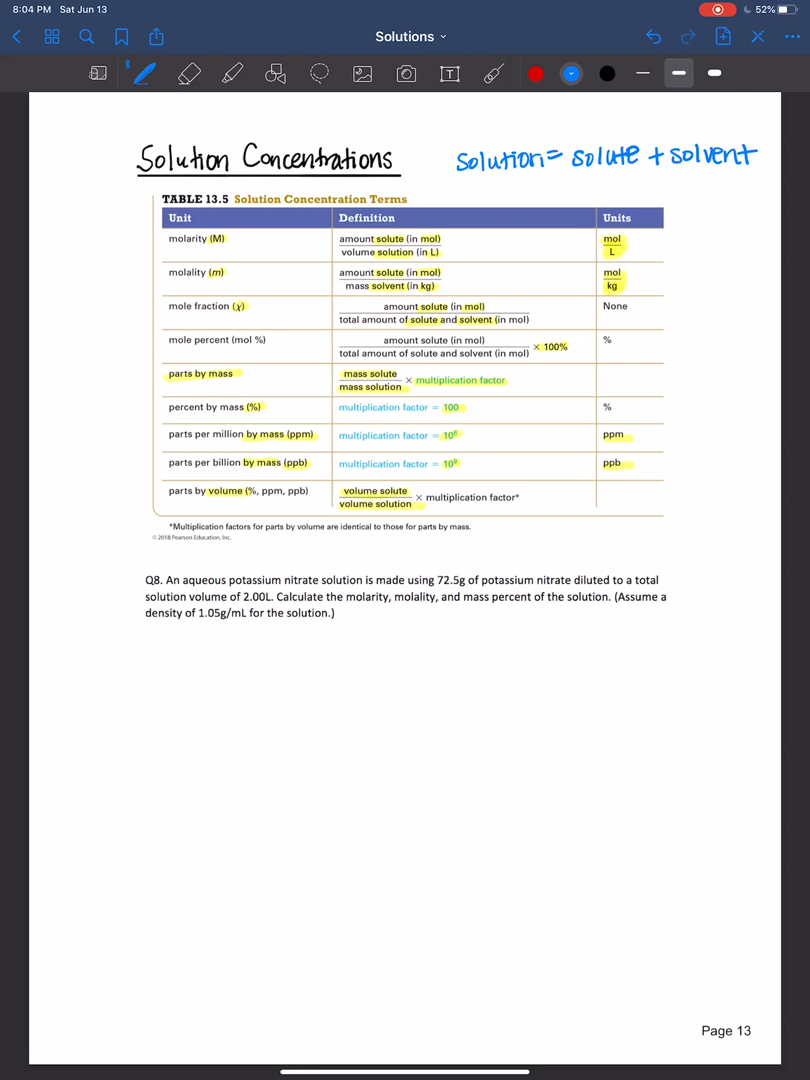 8:04 PM Sat Jun 13
52%
Solutions
T
Solution Concentrations
Solution = solute + solvent
TABLE 13.5 Solution Concentration Terms
Unit Definition Units
molarity (M) amount solute (in mol) mol
volume solution (in L) L
molality (m) amount solute (in mol) mol
mass solvent (in kg) kg
mole fraction (χ) amount solute (in mol) None
total amount of solute and solvent (in mol)
mole percent (mol %) amount solute (in mol) × 100% %
total amount of solute and solvent (in mol)
parts by mass mass solute × multiplication factor
mass solution
percent by mass (%) multiplication factor = 100 %
parts per million by mass (ppm) multiplication factor = 10⁶ ppm
parts per billion by mass (ppb) multiplication factor = 10⁹ ppb
parts by volume (%, ppm, ppb) volume solute × multiplication factor*
volume solution
*Multiplication factors for parts by volume are identical to those for parts by mass.
© 2018 Pearson Education, Inc.
Q8. An aqueous potassium nitrate solution is made using 72.5g of potassium nitrate diluted to a total
solution volume of 2.00L. Calculate the molarity, molality, and mass percent of the solution. (Assume a
density of 1.05g/mL for the solution.)
Page 13